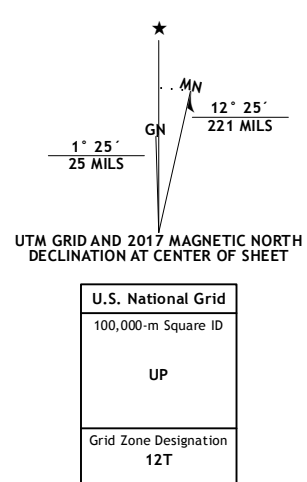 ★
MN
GN
12° 25´
221 MILS
1° 25´
25 MILS
UTM GRID AND 2017 MAGNETIC NORTH
DECLINATION AT CENTER OF SHEET
U.S. National Grid
100,000-m Square ID
UP
Grid Zone Designation
12T